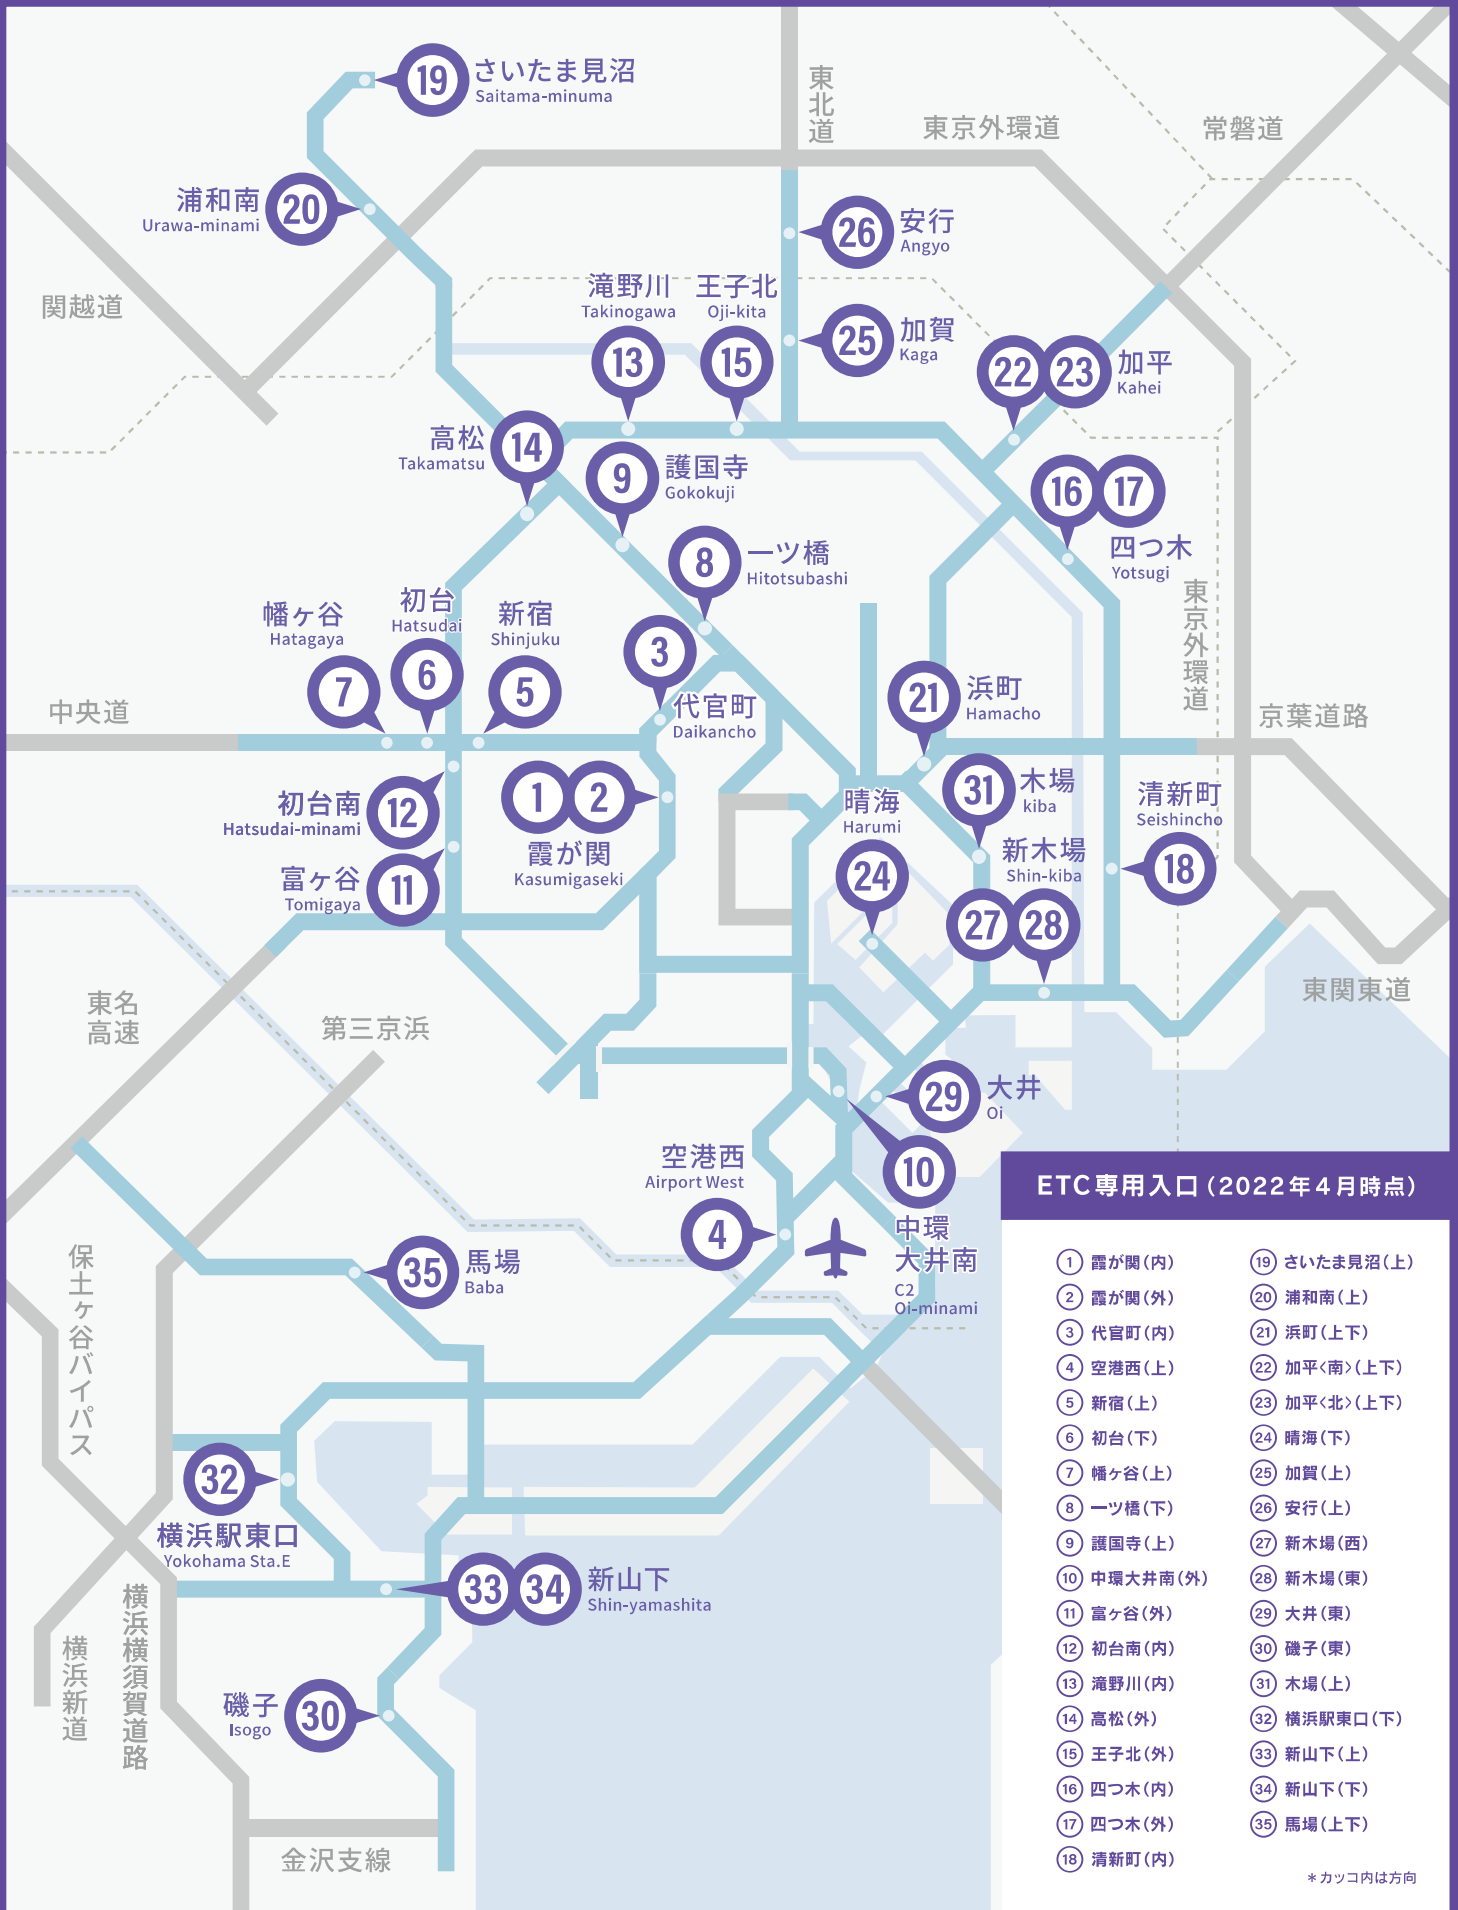 19
さいたま見沼
Saitama-minuma
東北道
東京外環道
常磐道
浦和南
Urawa-minami
20
26
安行
Angyo
関越道
滝野川
Takinogawa
王子北
Oji-kita
13
15
25
加賀
Kaga
22
23
加平
Kahei
高松
Takamatsu
14
9
護国寺
Gokokuji
16
17
四つ木
Yotsugi
8
一ツ橋
Hitotsubashi
東京外環道
幡ヶ谷
Hatagaya
初台
Hatsudai
新宿
Shinjuku
7
6
5
3
代官町
Daikancho
21
浜町
Hamacho
中央道
京葉道路
初台南
Hatsudai-minami
12
1
2
霞が関
Kasumigaseki
晴海
Harumi
24
31
木場
kiba
清新町
Seishincho
18
富ヶ谷
Tomigaya
11
新木場
Shin-kiba
27
28
東名
高速
第三京浜
東関東道
29
大井
Oi
空港西
Airport West
4
10
中環
大井南
C2
Oi-minami
保土ヶ谷バイパス
35
馬場
Baba
32
横浜駅東口
Yokohama Sta.E
33
34
新山下
Shin-yamashita
横浜横須賀道路
横浜新道
磯子
Isogo
30
金沢支線
ETC専用入口（2022年4月時点）
1 霞が関（内）
2 霞が関（外）
3 代官町（内）
4 空港西（上）
5 新宿（上）
6 初台（下）
7 幡ヶ谷（上）
8 一ツ橋（下）
9 護国寺（上）
10 中環大井南（外）
11 富ヶ谷（外）
12 初台南（内）
13 滝野川（内）
14 高松（外）
15 王子北（外）
16 四つ木（内）
17 四つ木（外）
18 清新町（内）
19 さいたま見沼（上）
20 浦和南（上）
21 浜町（上下）
22 加平〈南〉（上下）
23 加平〈北〉（上下）
24 晴海（下）
25 加賀（上）
26 安行（上）
27 新木場（西）
28 新木場（東）
29 大井（東）
30 磯子（東）
31 木場（上）
32 横浜駅東口（下）
33 新山下（上）
34 新山下（下）
35 馬場（上下）
＊カッコ内は方向